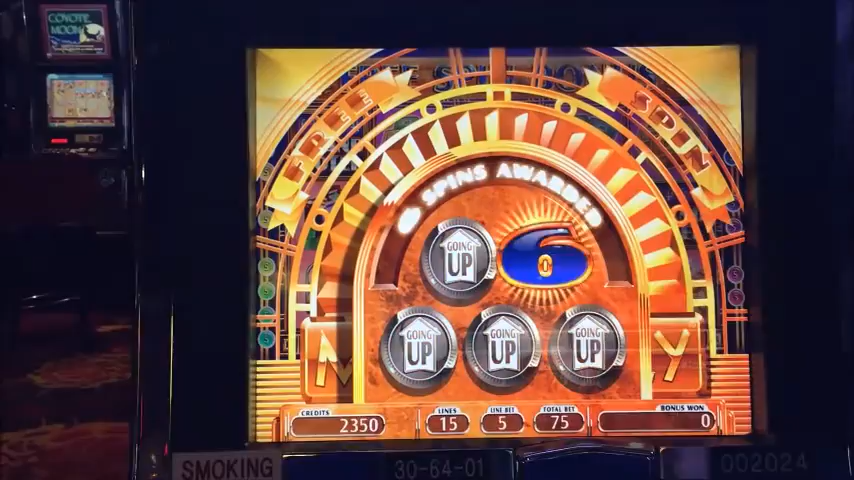 COYOTE
MOON
FREE
SPIN
6 SPINS AWARDED
GOING
UP
6
0
GOING
UP
GOING
UP
GOING
UP
M
Y
CREDITS
2350
LINES
15
LINE BET
5
TOTAL BET
75
BONUS WON
0
SMOKING
30-64-01
002024